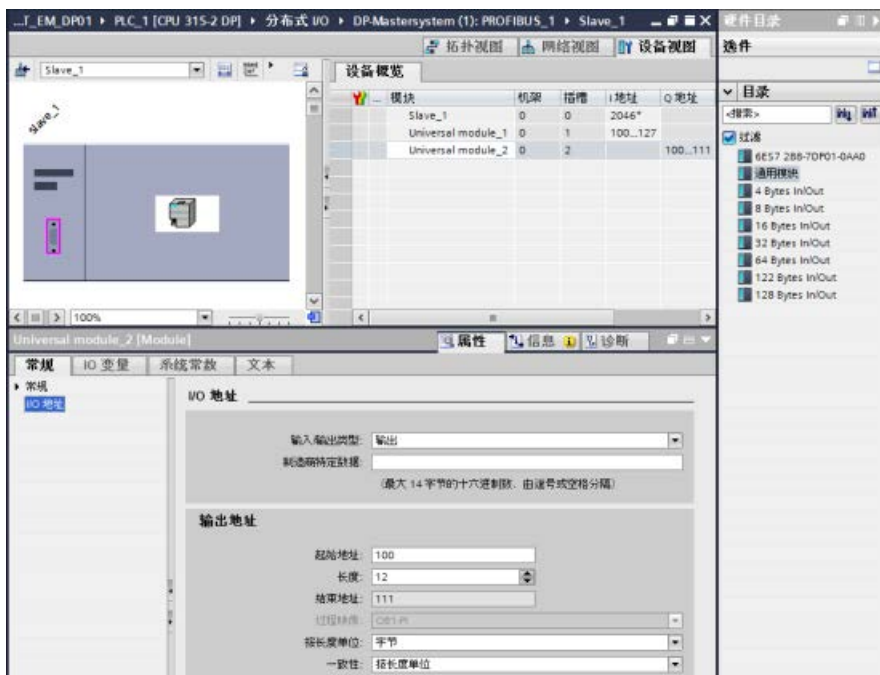 ...T_EM_DP01 ▸ PLC_1 [CPU 315-2 DP] ▸ 分布式 I/O ▸ DP-Mastersystem (1): PROFIBUS_1 ▸ Slave_1
硬件目录
拓扑视图 网络视图 设备视图
选件
Slave_1
设备概览
目录
模块 机架 插槽 I 地址 Q 地址
<搜索>
Slave_1 0 0 2046*
过滤
Universal module_1 0 1 100...127
6ES7 288-7DP01-0AA0
Universal module_2 0 2 100...111
通用模块
4 Bytes In/Out
8 Bytes In/Out
16 Bytes In/Out
32 Bytes In/Out
64 Bytes In/Out
122 Bytes In/Out
128 Bytes In/Out
Slave_1
100%
Universal module_2 [Module]
属性 信息 诊断
常规 IO 变量 系统常数 文本
常规
I/O 地址
I/O 地址
输入/输出类型: 输出
制造商特定数据:
(最大 14 字节的十六进制数，由逗号或空格分隔)
输出地址
起始地址: 100
长度: 12
结束地址: 111
过程映像: OB1-PI
按长度单位: 字节
一致性: 按长度单位